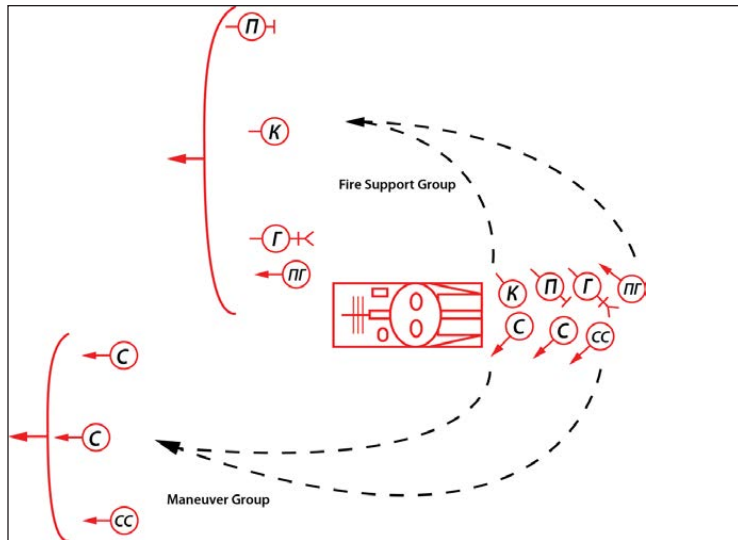 П
К
Fire Support Group
Г
ПГ
К П Г ПГ
С С СС
С
С
Maneuver Group
СС